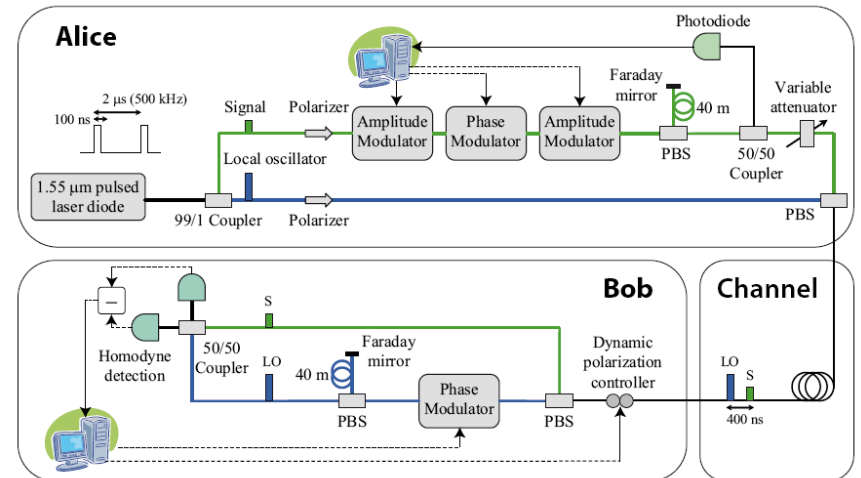 Alice
Photodiode
2 µs (500 kHz)
100 ns
Signal
Polarizer
Amplitude
Modulator
Phase
Modulator
Amplitude
Modulator
Faraday
mirror
40 m
PBS
50/50
Coupler
Variable
attenuator
Local oscillator
1.55 µm pulsed
laser diode
99/1 Coupler
Polarizer
PBS
Bob
Channel
–
S
Homodyne
detection
50/50
Coupler
LO
Faraday
mirror
40 m
PBS
Phase
Modulator
PBS
Dynamic
polarization
controller
LO
S
400 ns